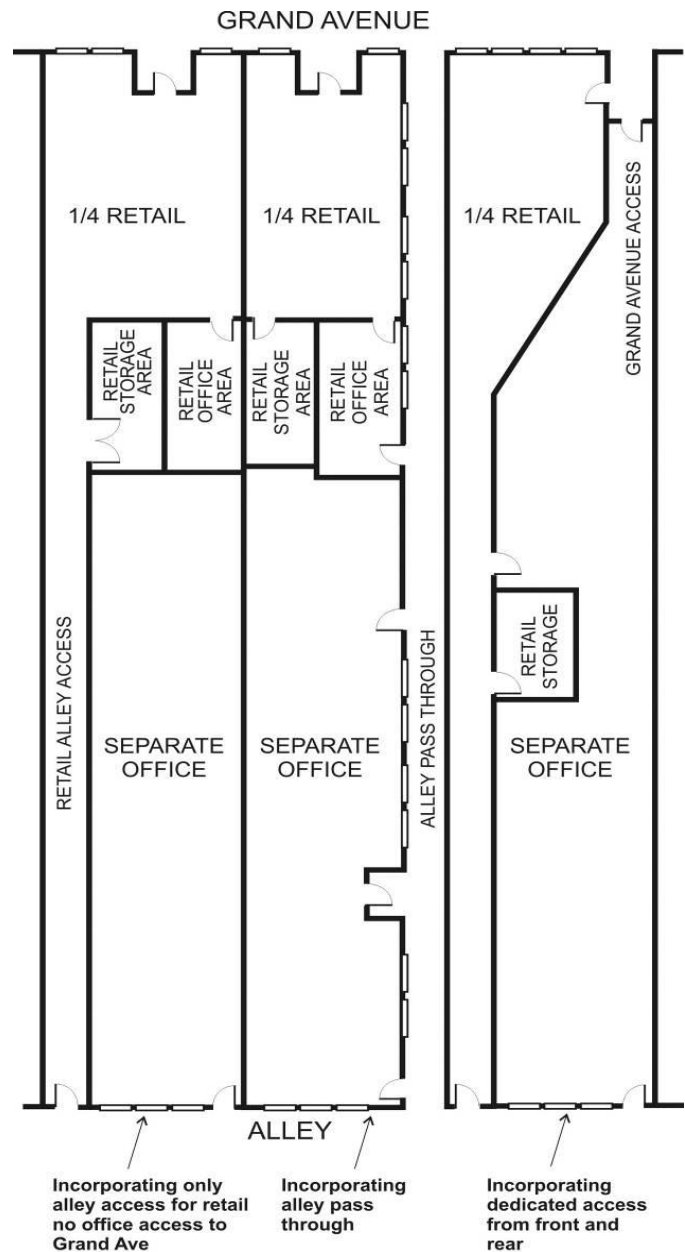 GRAND AVENUE
1/4 RETAIL
1/4 RETAIL
1/4 RETAIL
GRAND AVENUE ACCESS
RETAIL
STORAGE
AREA
RETAIL
OFFICE
AREA
RETAIL
STORAGE
AREA
RETAIL
OFFICE
AREA
RETAIL ALLEY ACCESS
SEPARATE
OFFICE
SEPARATE
OFFICE
ALLEY PASS THROUGH
RETAIL
STORAGE
SEPARATE
OFFICE
ALLEY
Incorporating only
alley access for retail
no office access to
Grand Ave
Incorporating
alley pass
through
Incorporating
dedicated access
from front and
rear